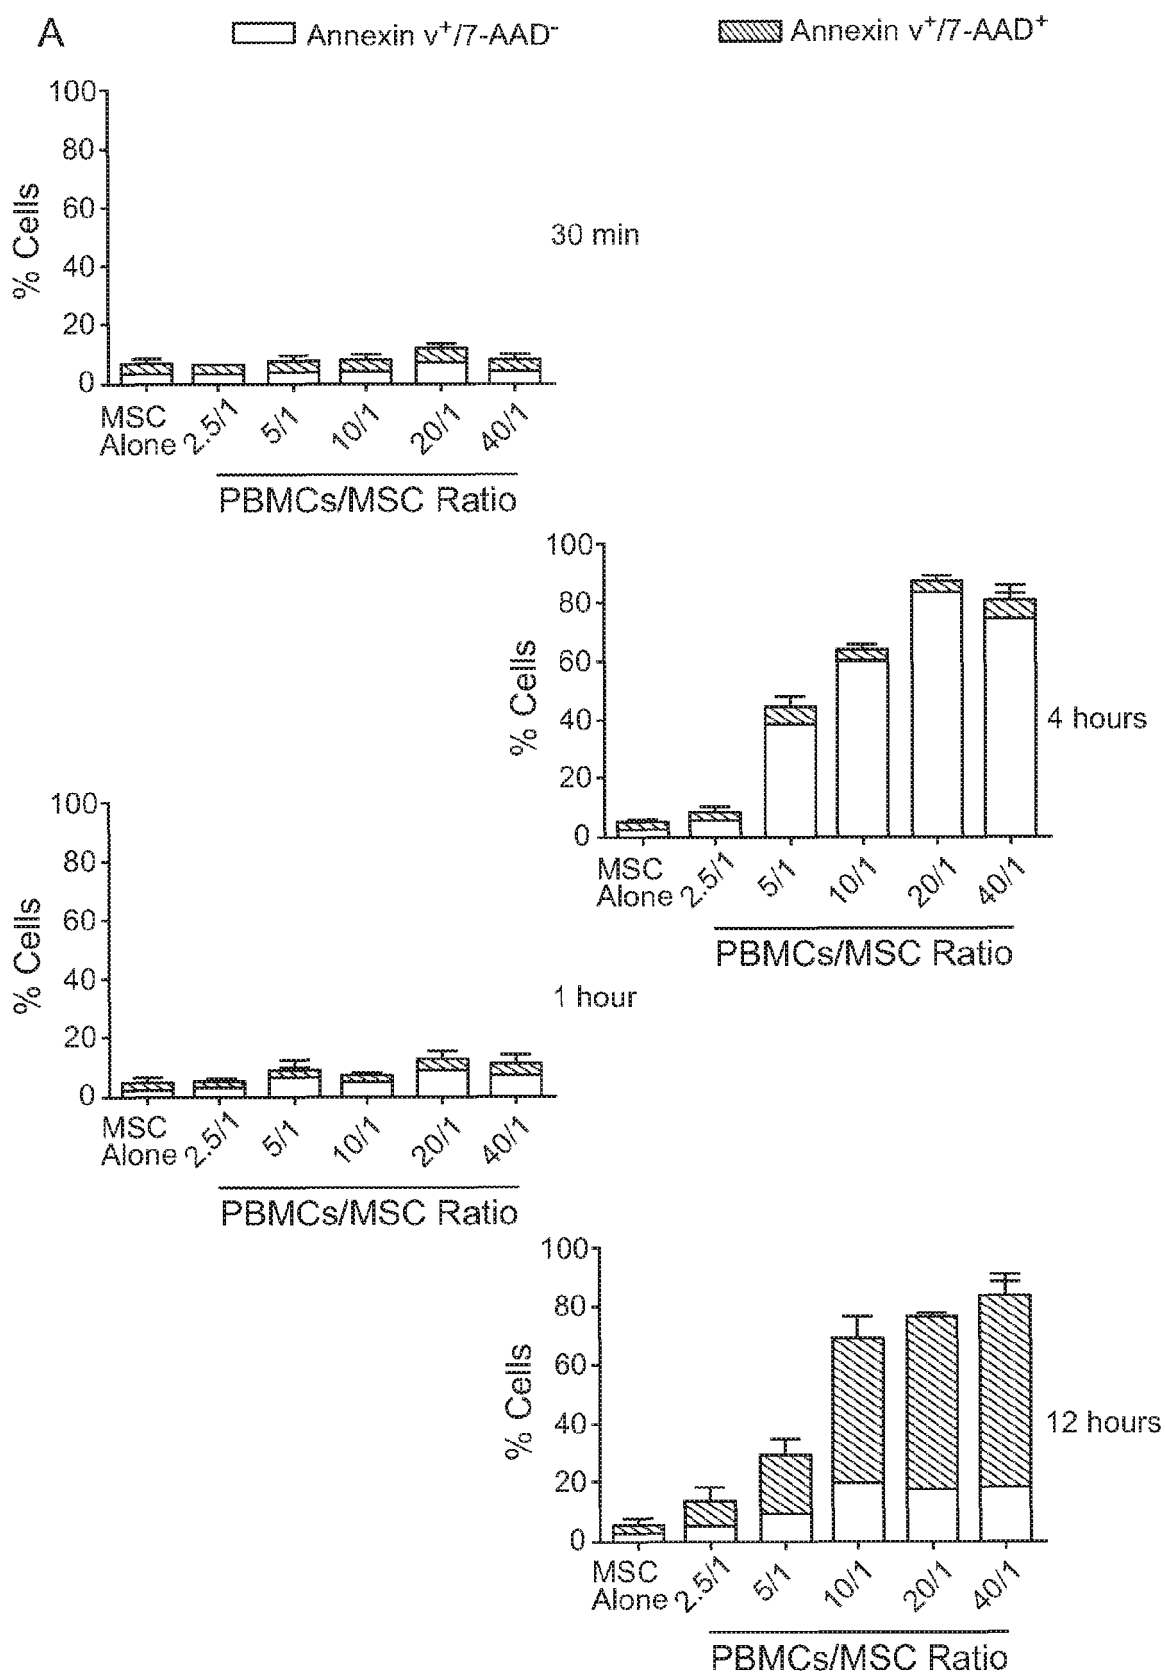 A
Annexin v⁺/7-AAD⁻
Annexin v⁺/7-AAD⁺
100
80
60
40
20
0
% Cells
30 min
MSC
Alone
2.5/1
5/1
10/1
20/1
40/1
PBMCs/MSC Ratio
100
80
60
40
20
0
% Cells
4 hours
MSC
Alone
2.5/1
5/1
10/1
20/1
40/1
PBMCs/MSC Ratio
100
80
60
40
20
0
% Cells
1 hour
MSC
Alone
2.5/1
5/1
10/1
20/1
40/1
PBMCs/MSC Ratio
100
80
60
40
20
0
% Cells
12 hours
MSC
Alone
2.5/1
5/1
10/1
20/1
40/1
PBMCs/MSC Ratio